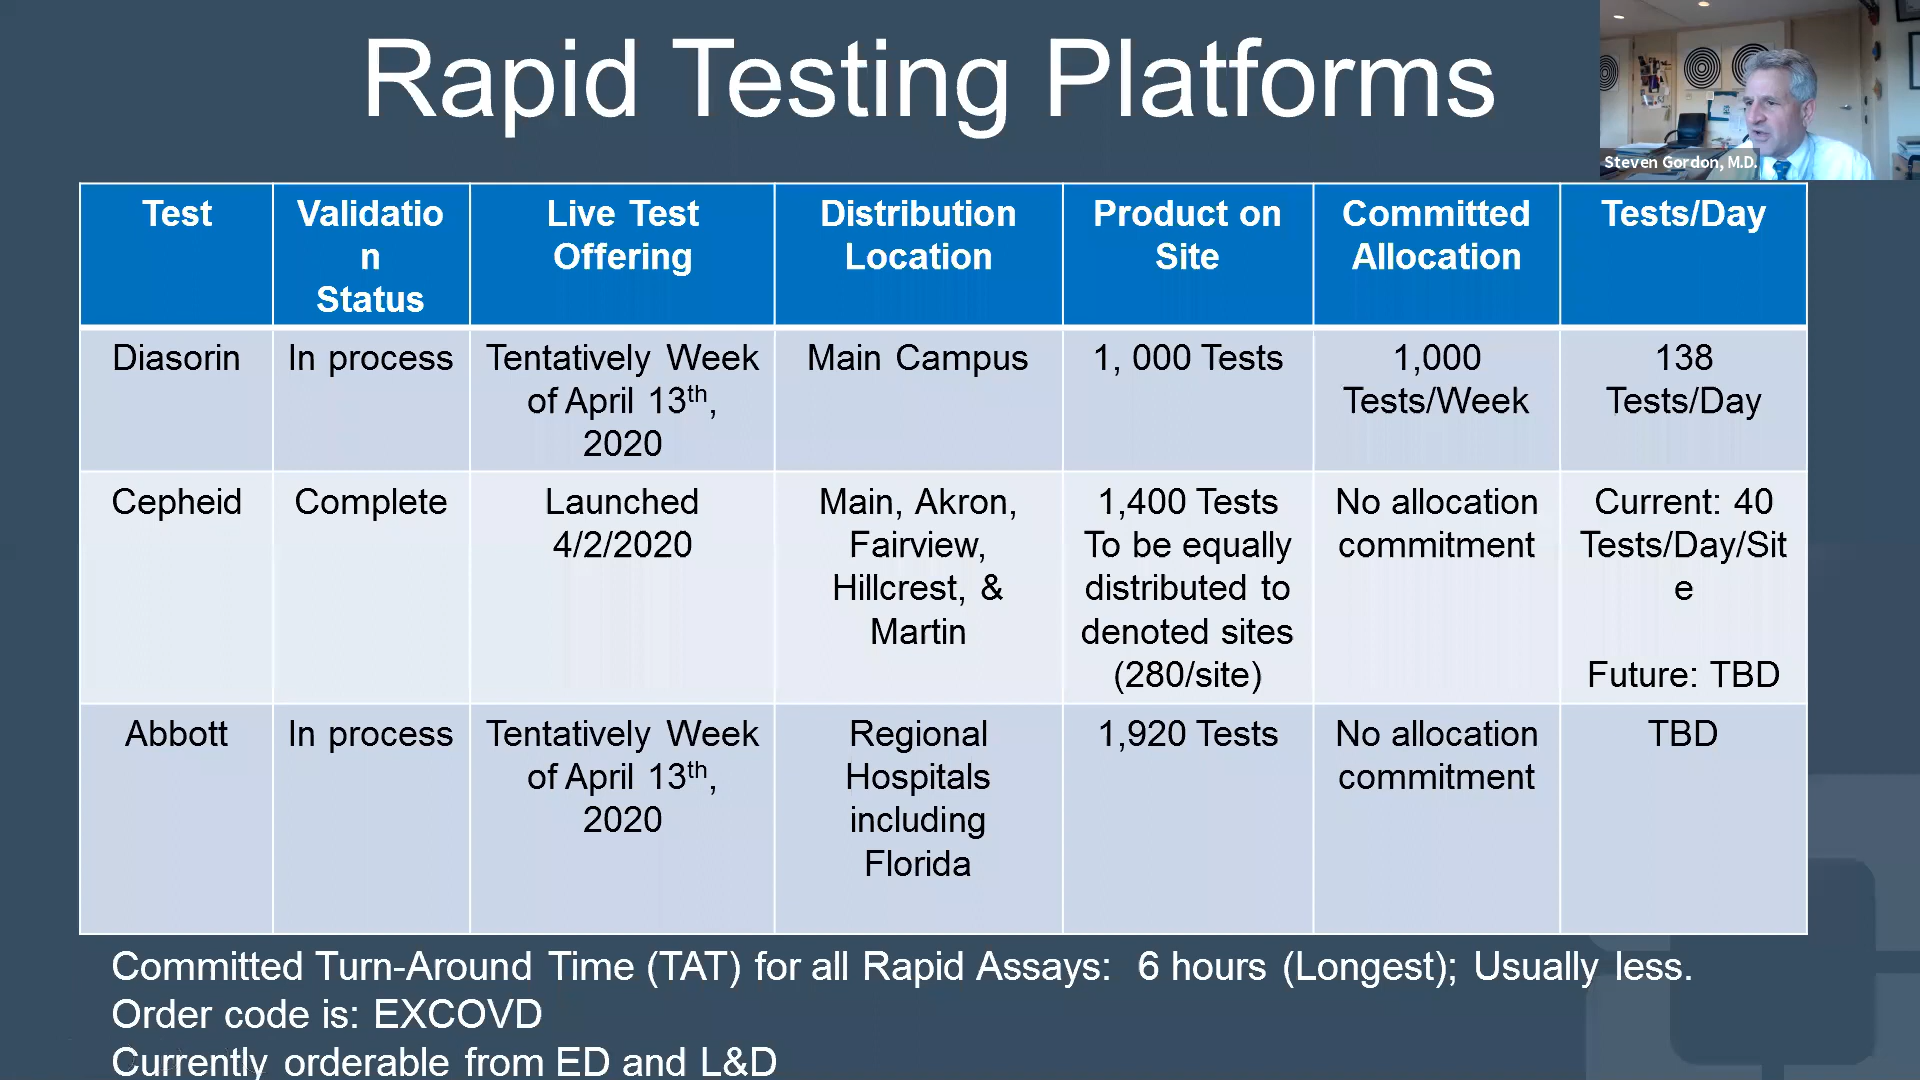 Rapid Testing Platforms
Steven Gordon, M.D.
Test
Validatio
n
Status
Live Test
Offering
Distribution
Location
Product on
Site
Committed
Allocation
Tests/Day
Diasorin
In process
Tentatively Week
of April 13th,
2020
Main Campus
1, 000 Tests
1,000
Tests/Week
138
Tests/Day
Cepheid
Complete
Launched
4/2/2020
Main, Akron,
Fairview,
Hillcrest, &
Martin
1,400 Tests
To be equally
distributed to
denoted sites
(280/site)
No allocation
commitment
Current: 40
Tests/Day/Sit
e
Future: TBD
Abbott
In process
Tentatively Week
of April 13th,
2020
Regional
Hospitals
including
Florida
1,920 Tests
No allocation
commitment
TBD
Committed Turn-Around Time (TAT) for all Rapid Assays: 6 hours (Longest); Usually less.
Order code is: EXCOVD
Currently orderable from ED and L&D